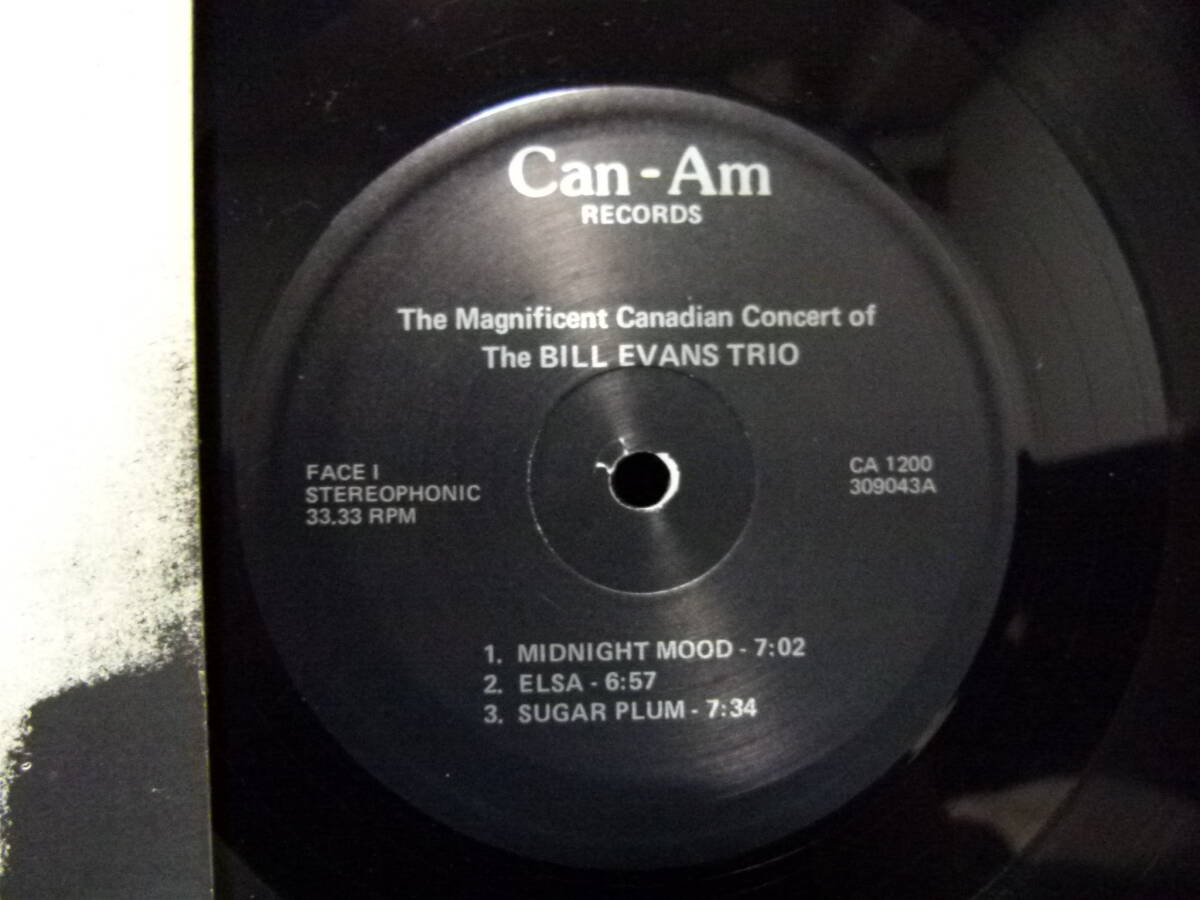 Can-Am
RECORDS
The Magnificent Canadian Concert of
The BILL EVANS TRIO
FACE I
STEREOPHONIC
33.33 RPM
CA 1200
309043A
1. MIDNIGHT MOOD - 7:02
2. ELSA - 6:57
3. SUGAR PLUM - 7:34